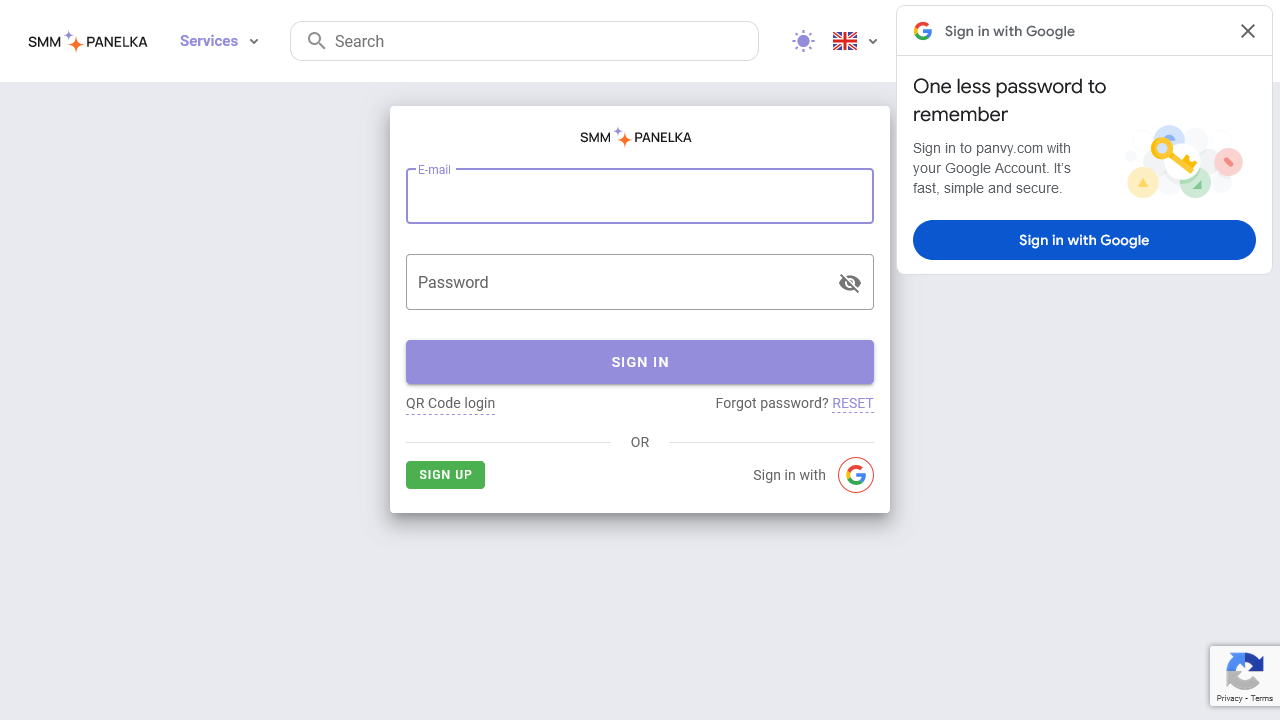 SMM PANELKA
Services
Search
Sign in with Google
One less password to
remember
Sign in to panvy.com with
your Google Account. It's
fast, simple and secure.
Sign in with Google
SMM PANELKA
E-mail
Password
SIGN IN
QR Code login
Forgot password? RESET
OR
SIGN UP
Sign in with
Privacy - Terms